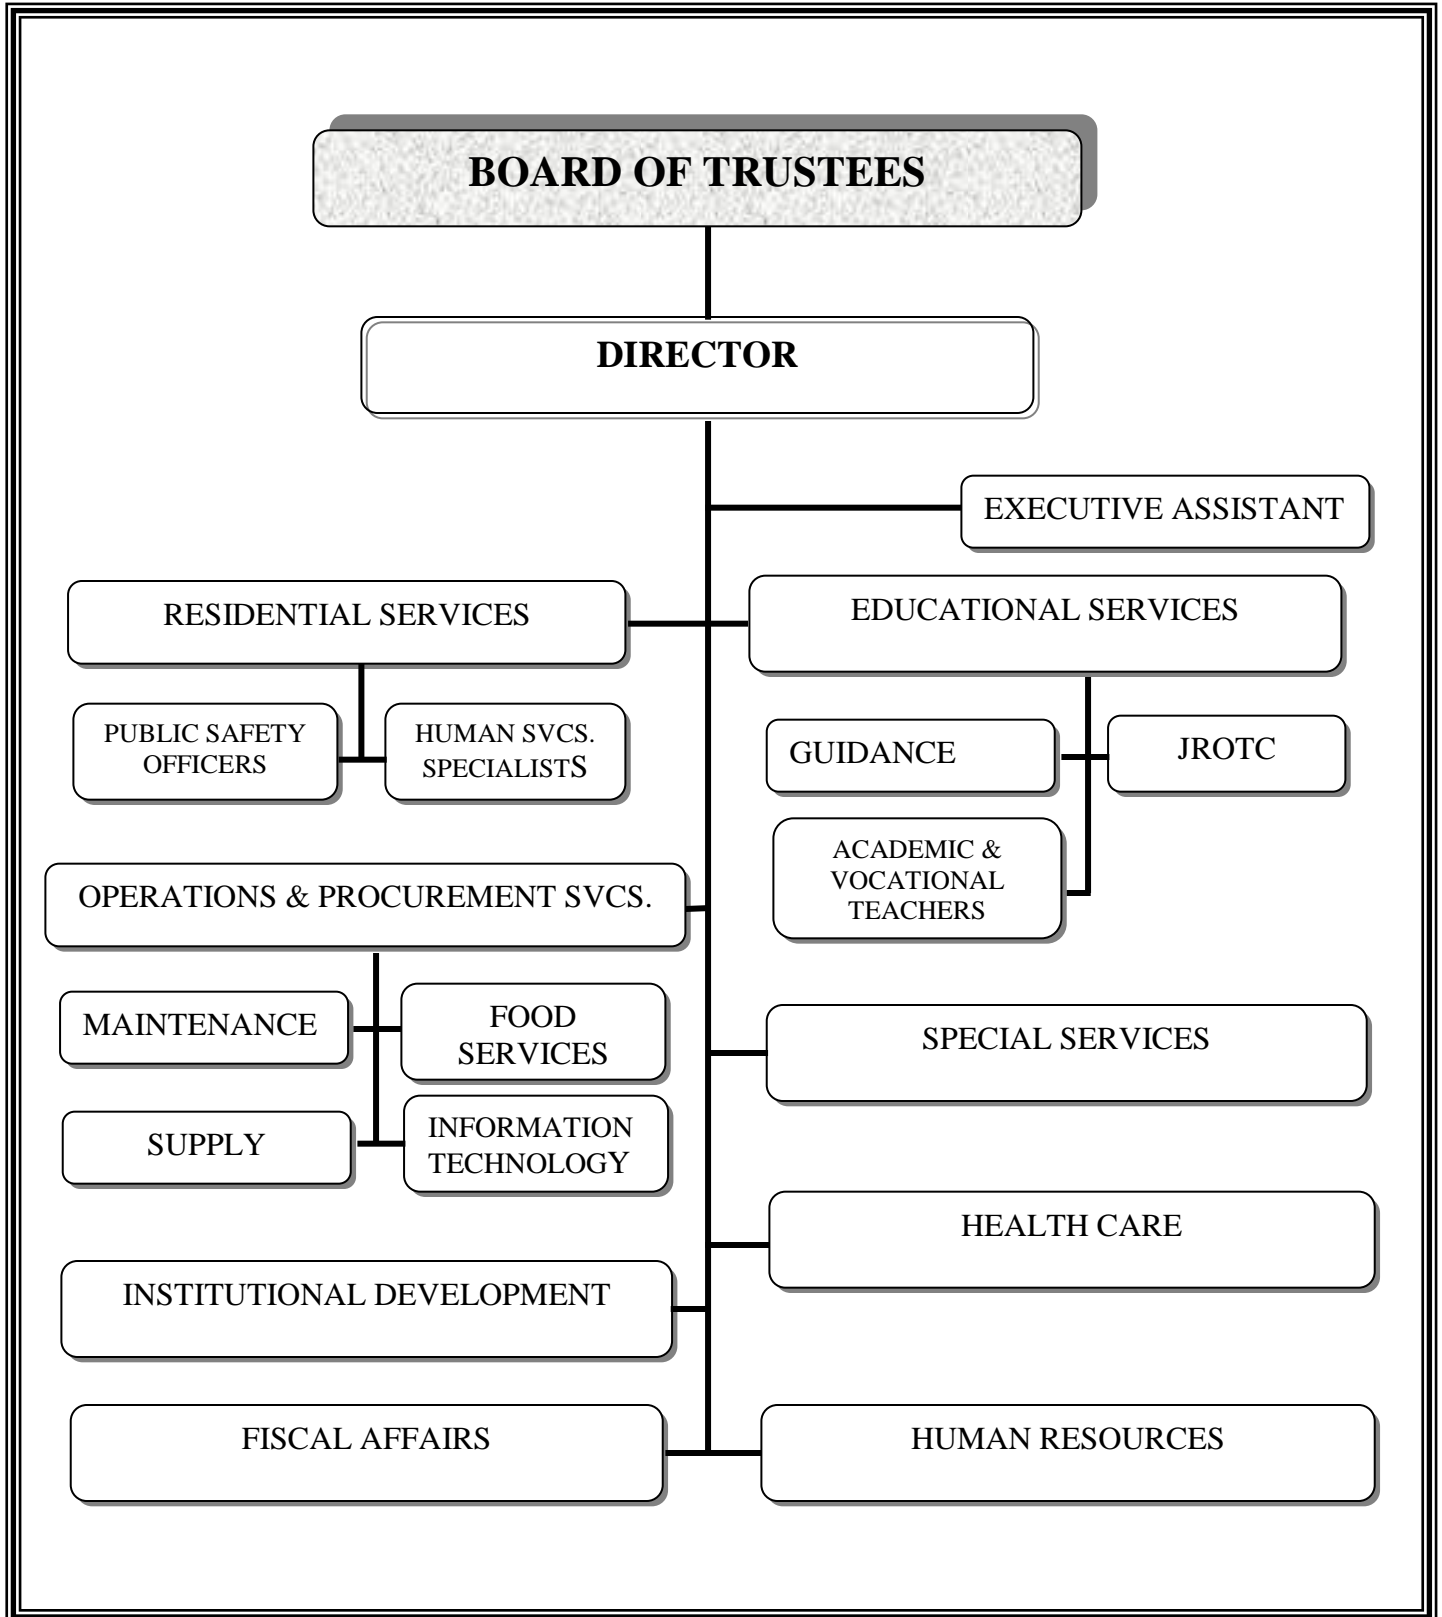 BOARD OF TRUSTEES
DIRECTOR
EXECUTIVE ASSISTANT
RESIDENTIAL SERVICES
EDUCATIONAL SERVICES
PUBLIC SAFETY
OFFICERS
HUMAN SVCS.
SPECIALISTS
GUIDANCE
JROTC
ACADEMIC &
VOCATIONAL
TEACHERS
OPERATIONS & PROCUREMENT SVCS.
MAINTENANCE
FOOD
SERVICES
SPECIAL SERVICES
SUPPLY
INFORMATION
TECHNOLOGY
HEALTH CARE
INSTITUTIONAL DEVELOPMENT
FISCAL AFFAIRS
HUMAN RESOURCES